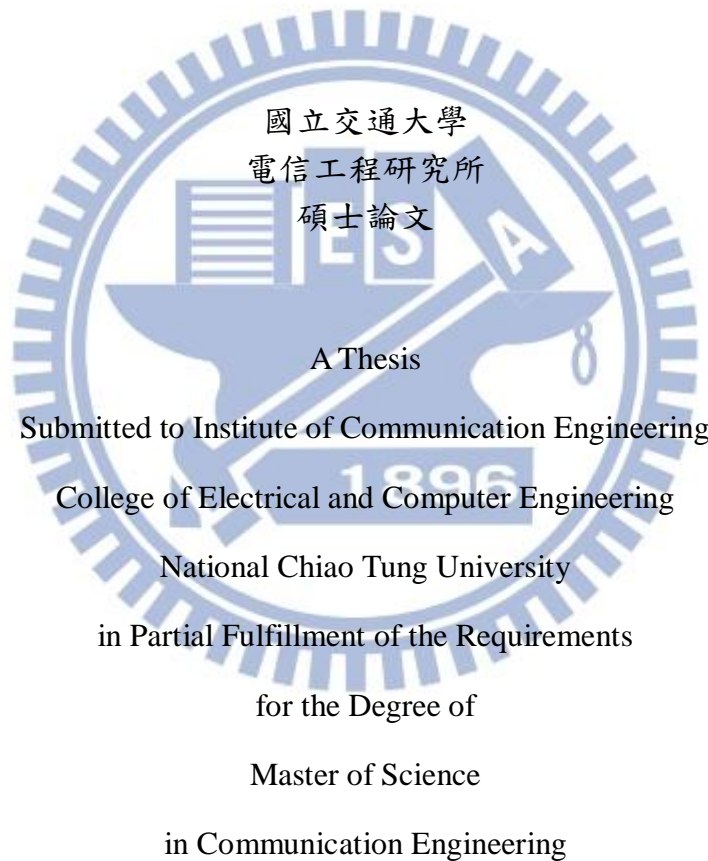 國立交通大學
電信工程研究所
碩士論文
E S A
A Thesis
Submitted to Institute of Communication Engineering
1896
College of Electrical and Computer Engineering
National Chiao Tung University
in Partial Fulfillment of the Requirements
for the Degree of
Master of Science
in Communication Engineering